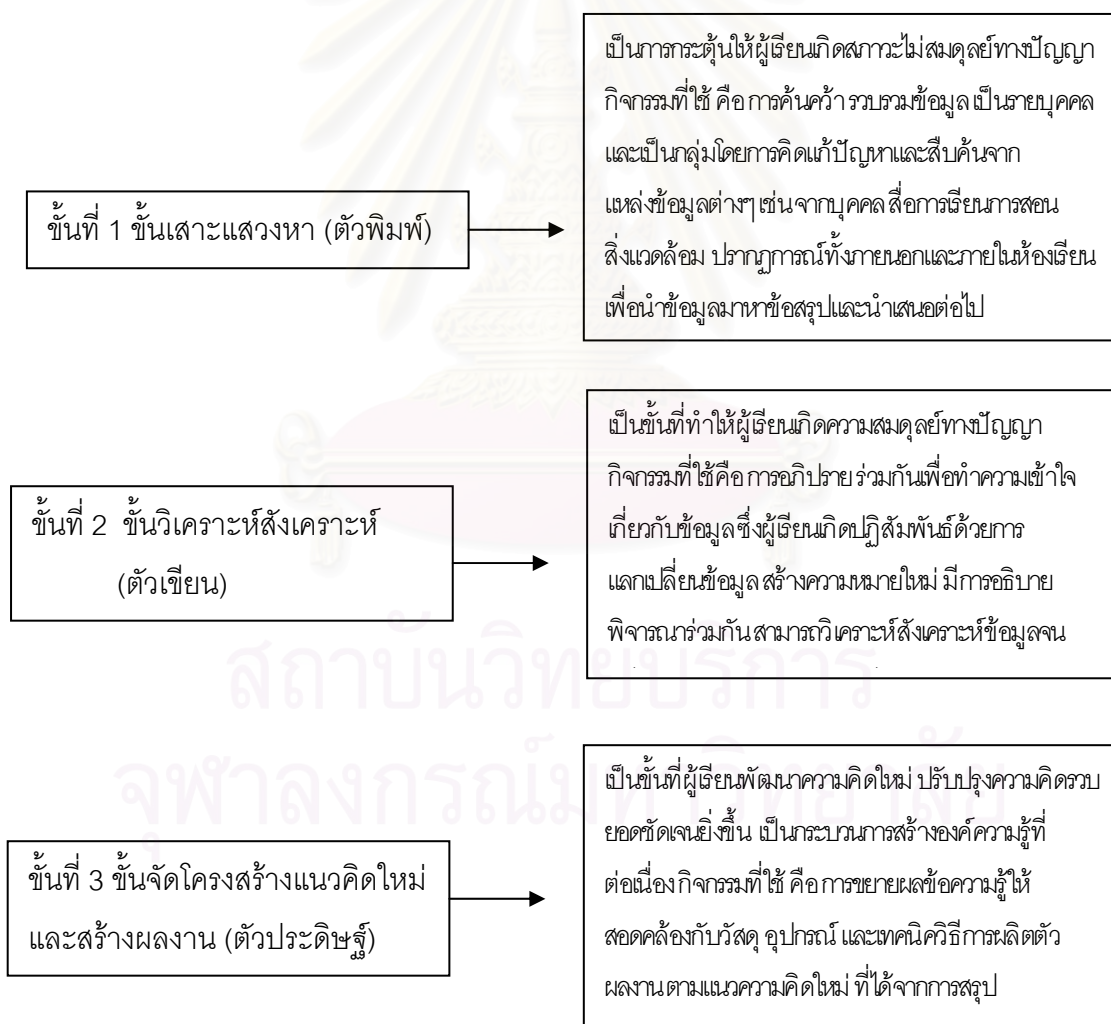 เป็นการกระตุ้นให้ผู้เรียนเกิดสภาวะไม่สมดุลย์ทางปัญญา
กิจกรรมที่ใช้ คือ การค้นคว้า รวบรวมข้อมูล เป็นรายบุคคล
และเป็นกลุ่มโดยการคิดแก้ปัญหาและสืบค้นจาก
แหล่งข้อมูลต่างๆ เช่น จากบุคคล สื่อการเรียนการสอน
สิ่งแวดล้อม ปรากฏการณ์ทั้งภายนอกและภายในห้องเรียน
เพื่อนำข้อมูลมาหาข้อสรุปและนำเสนอต่อไป
ขั้นที่ 1 ขั้นเสาะแสวงหา (ตัวพิมพ์)
เป็นขั้นที่ทำให้ผู้เรียนเกิดความสมดุลย์ทางปัญญา
กิจกรรมที่ใช้คือ การอภิปราย ร่วมกันเพื่อทำความเข้าใจ
เกี่ยวกับข้อมูล ซึ่งผู้เรียนเกิดปฏิสัมพันธ์ด้วยการ
แลกเปลี่ยนข้อมูล สร้างความหมายใหม่ มีการอธิบาย
พิจารณาร่วมกัน สามารถวิเคราะห์สังเคราะห์ข้อมูลจน
ขั้นที่ 2 ขั้นวิเคราะห์สังเคราะห์
(ตัวเขียน)
สถาบันวิทยบริการ
จุฬาลงกรณ์มหาวิทยาลัย
เป็นขั้นที่ผู้เรียนพัฒนาความคิดใหม่ ปรับปรุงความคิดรวบ
ยอดชัดเจนยิ่งขึ้น เป็นกระบวนการสร้างองค์ความรู้ที่
ต่อเนื่อง กิจกรรมที่ใช้ คือ การขยายผลข้อความรู้ให้
สอดคล้องกับวัสดุ อุปกรณ์ และเทคนิควิธีการผลิตตัว
ผลงาน ตามแนวความคิดใหม่ ที่ได้จากการสรุป
ขั้นที่ 3 ขั้นจัดโครงสร้างแนวคิดใหม่
และสร้างผลงาน (ตัวประดิษฐ์)